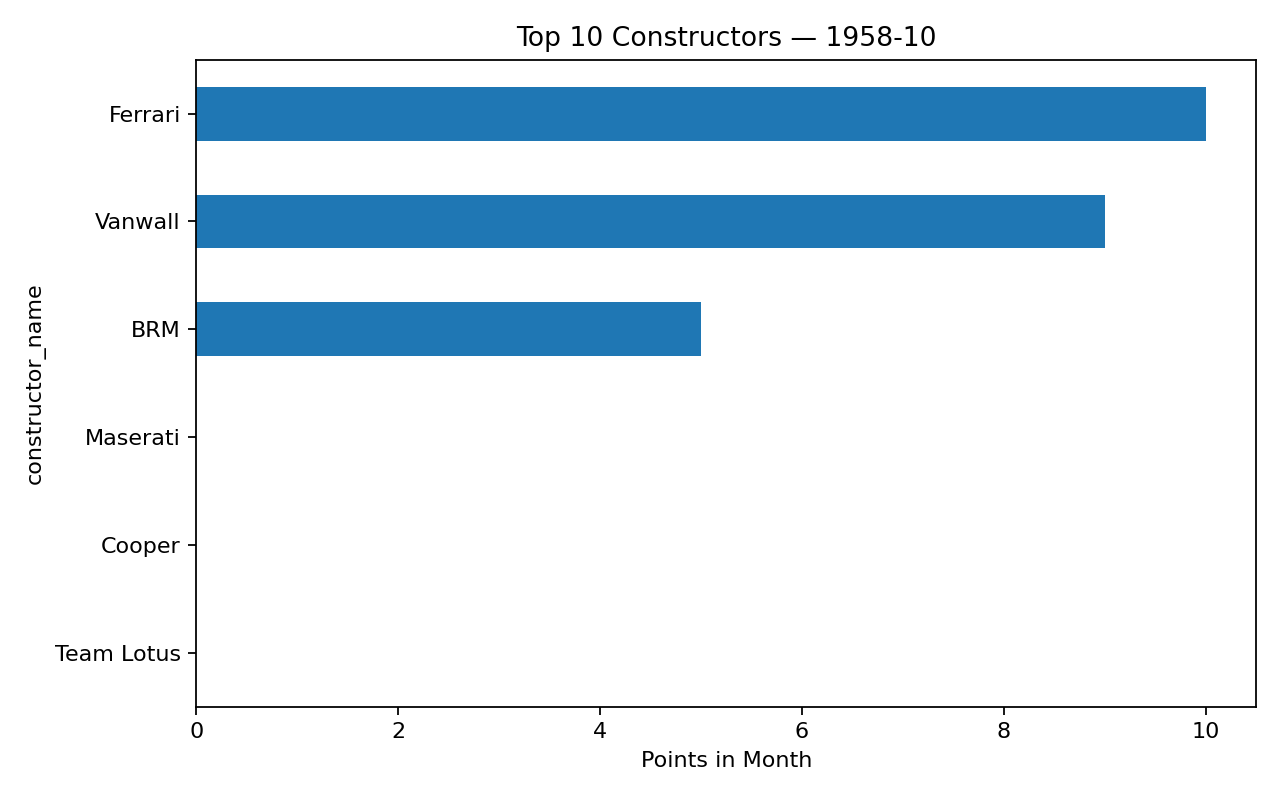 Top 10 Constructors — 1958-10
Ferrari
Vanwall
BRM
Maserati
Cooper
Team Lotus
constructor_name
0 2 4 6 8 10
Points in Month